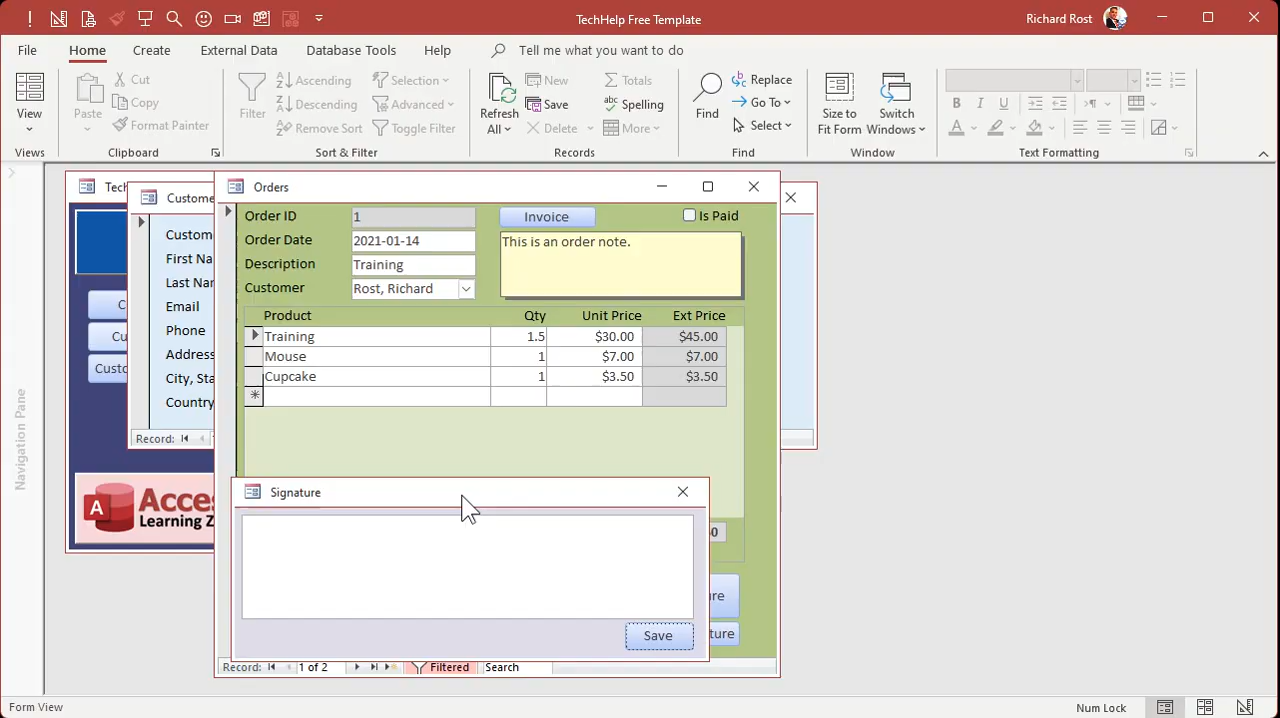 TechHelp Free Template
Richard Rost
File Home Create External Data Database Tools Help Tell me what you want to do
View
Views
Paste
Cut
Copy
Format Painter
Clipboard
Filter
Ascending
Descending
Remove Sort
Selection
Advanced
Toggle Filter
Sort & Filter
Refresh
All
New
Save
Delete
Totals
Spelling
More
Records
Find
Replace
Go To
Select
Find
Size to
Fit Form
Switch
Windows
Window
B I U
A
Text Formatting
Navigation Pane
Orders
Order ID 1
Invoice
Is Paid
Order Date 2021-01-14
This is an order note.
Description Training
Customer Rost, Richard
Product Qty Unit Price Ext Price
Training 1.5 $30.00 $45.00
Mouse 1 $7.00 $7.00
Cupcake 1 $3.50 $3.50
First Na
Last Nar
Email
Phone
Address
City, Sta
Country
Record:
A
Learning Z
Signature
Save
Record: 1 of 2 Filtered Search
Form View
Num Lock